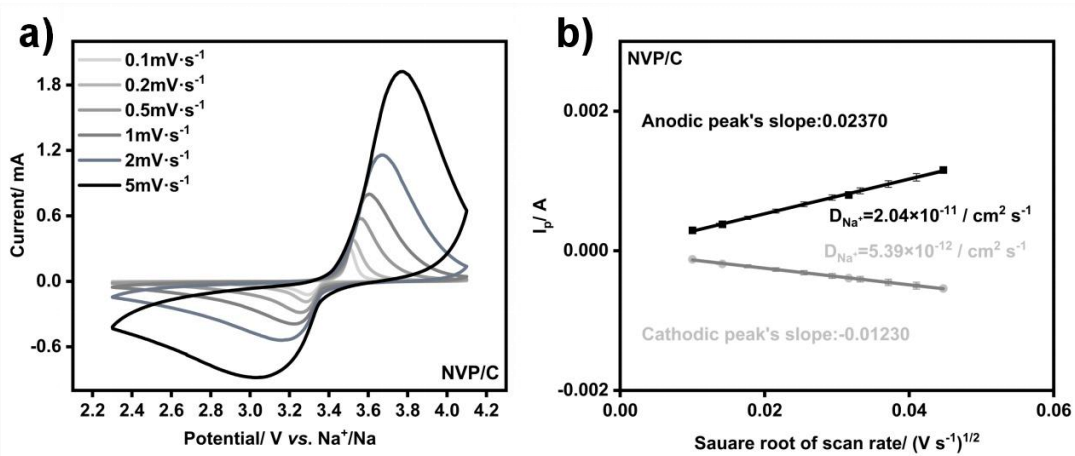 a)
0.1mV·s⁻¹
0.2mV·s⁻¹
0.5mV·s⁻¹
1mV·s⁻¹
2mV·s⁻¹
5mV·s⁻¹
Current/ mA
1.8
1.2
0.6
0.0
-0.6
NVP/C
2.2 2.4 2.6 2.8 3.0 3.2 3.4 3.6 3.8 4.0 4.2
Potential/ V vs. Na⁺/Na
b)
NVP/C
Anodic peak's slope:0.02370
D_Na⁺=2.04×10⁻¹¹ / cm² s⁻¹
D_Na⁺=5.39×10⁻¹² / cm² s⁻¹
Cathodic peak's slope:-0.01230
I_p/ A
0.002
0.000
-0.002
0.00 0.02 0.04 0.06
Sauare root of scan rate/ (V s⁻¹)¹/²